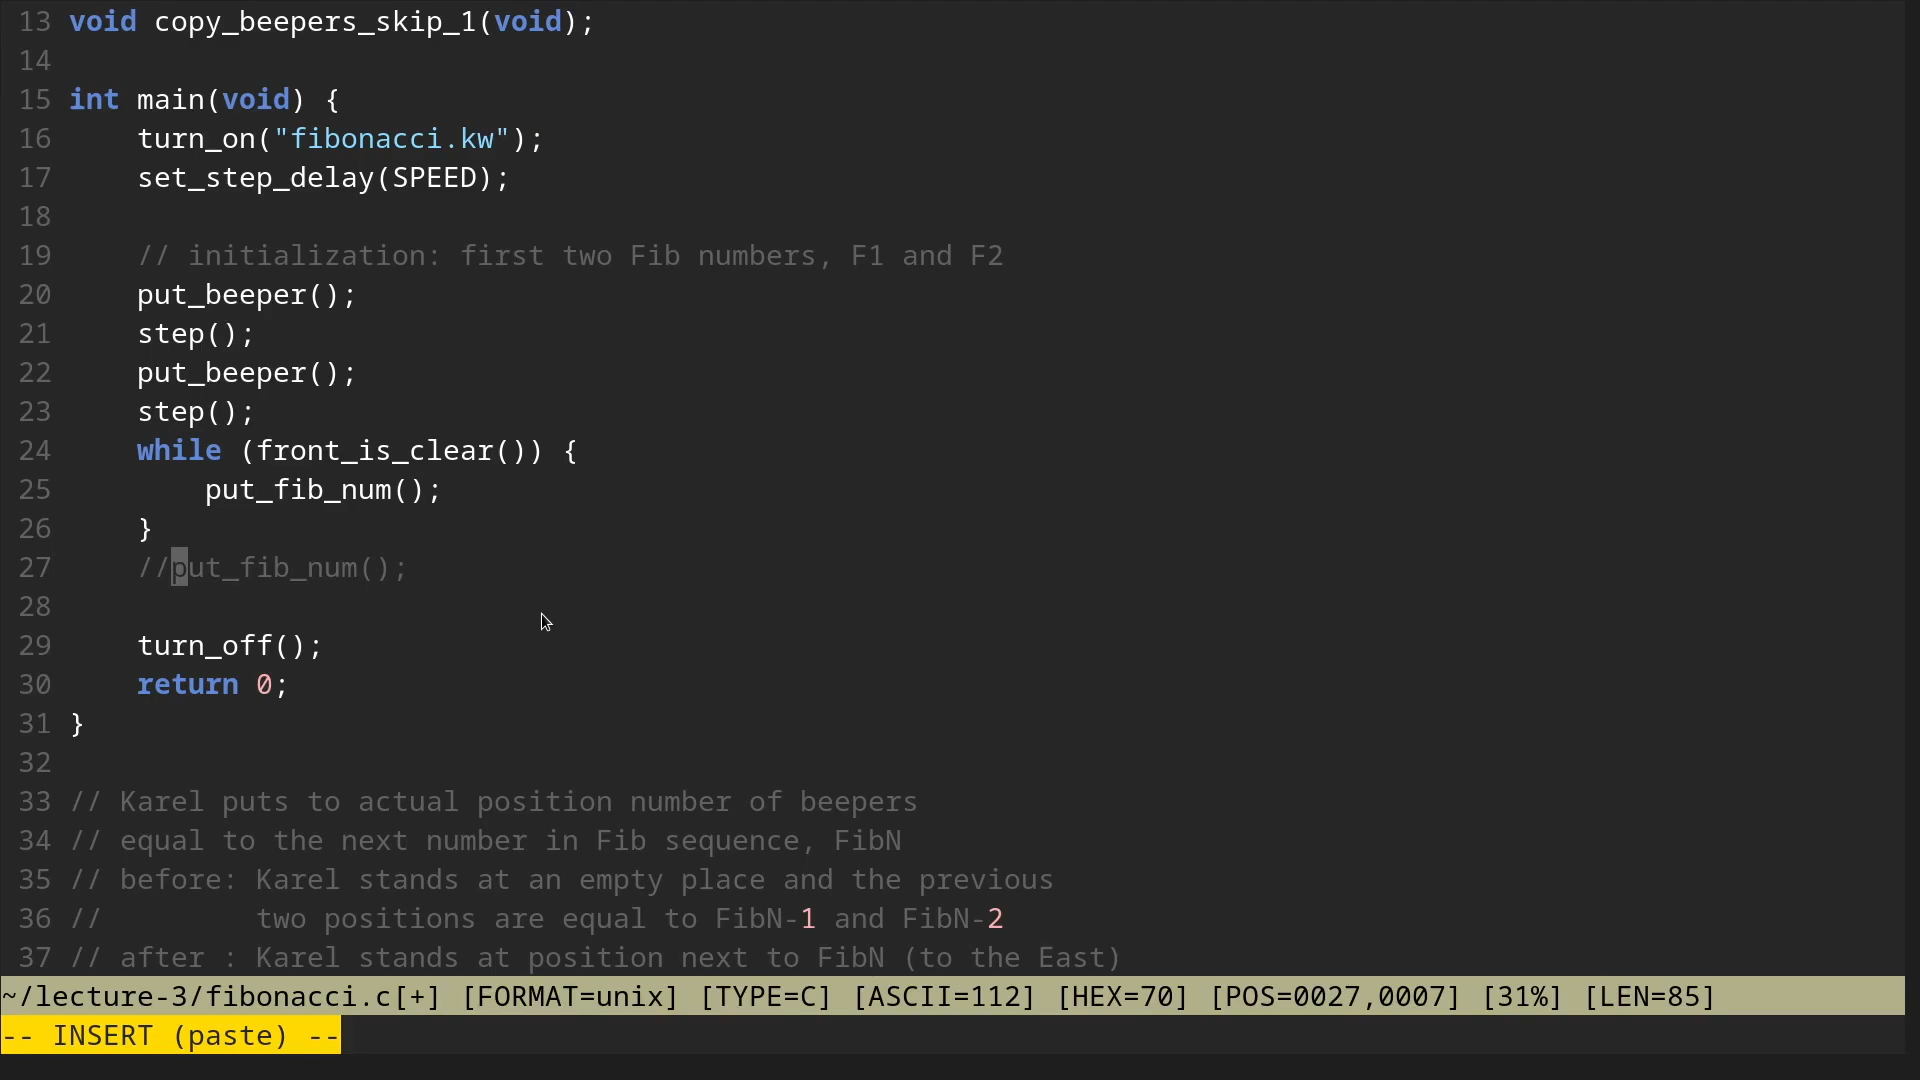 13 void copy_beepers_skip_1(void);
14
15 int main(void) {
16     turn_on("fibonacci.kw");
17     set_step_delay(SPEED);
18
19     // initialization: first two Fib numbers, F1 and F2
20     put_beeper();
21     step();
22     put_beeper();
23     step();
24     while (front_is_clear()) {
25         put_fib_num();
26     }
27     //put_fib_num();
28
29     turn_off();
30     return 0;
31 }
32
33 // Karel puts to actual position number of beepers
34 // equal to the next number in Fib sequence, FibN
35 // before: Karel stands at an empty place and the previous
36 //         two positions are equal to FibN-1 and FibN-2
37 // after : Karel stands at position next to FibN (to the East)
~/lecture-3/fibonacci.c[+] [FORMAT=unix] [TYPE=C] [ASCII=112] [HEX=70] [POS=0027,0007] [31%] [LEN=85]
-- INSERT (paste) --